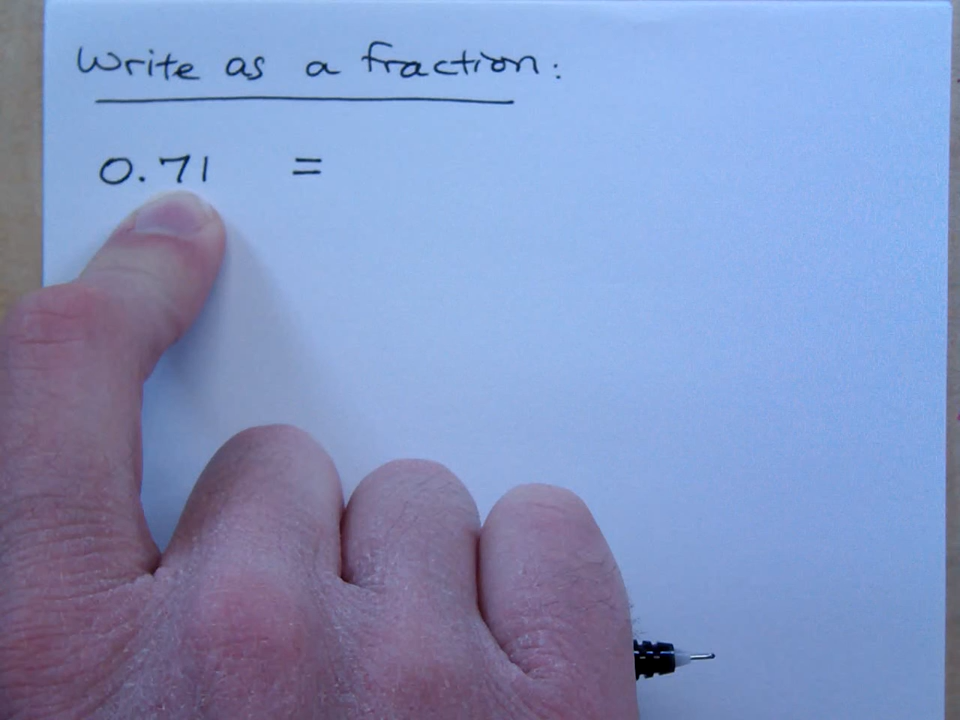 Write as a fraction:
0.71 =